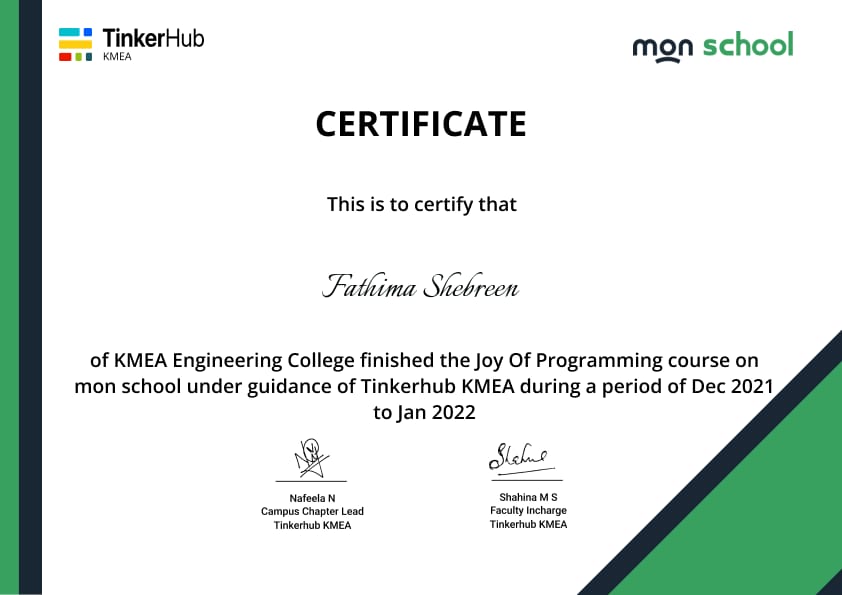 TinkerHub
KMEA
mon school
CERTIFICATE
This is to certify that
Fathima Shebreen
of KMEA Engineering College finished the Joy Of Programming course on
mon school under guidance of Tinkerhub KMEA during a period of Dec 2021
to Jan 2022
Nafeela N
Campus Chapter Lead
Tinkerhub KMEA
Shahina M S
Faculty Incharge
Tinkerhub KMEA